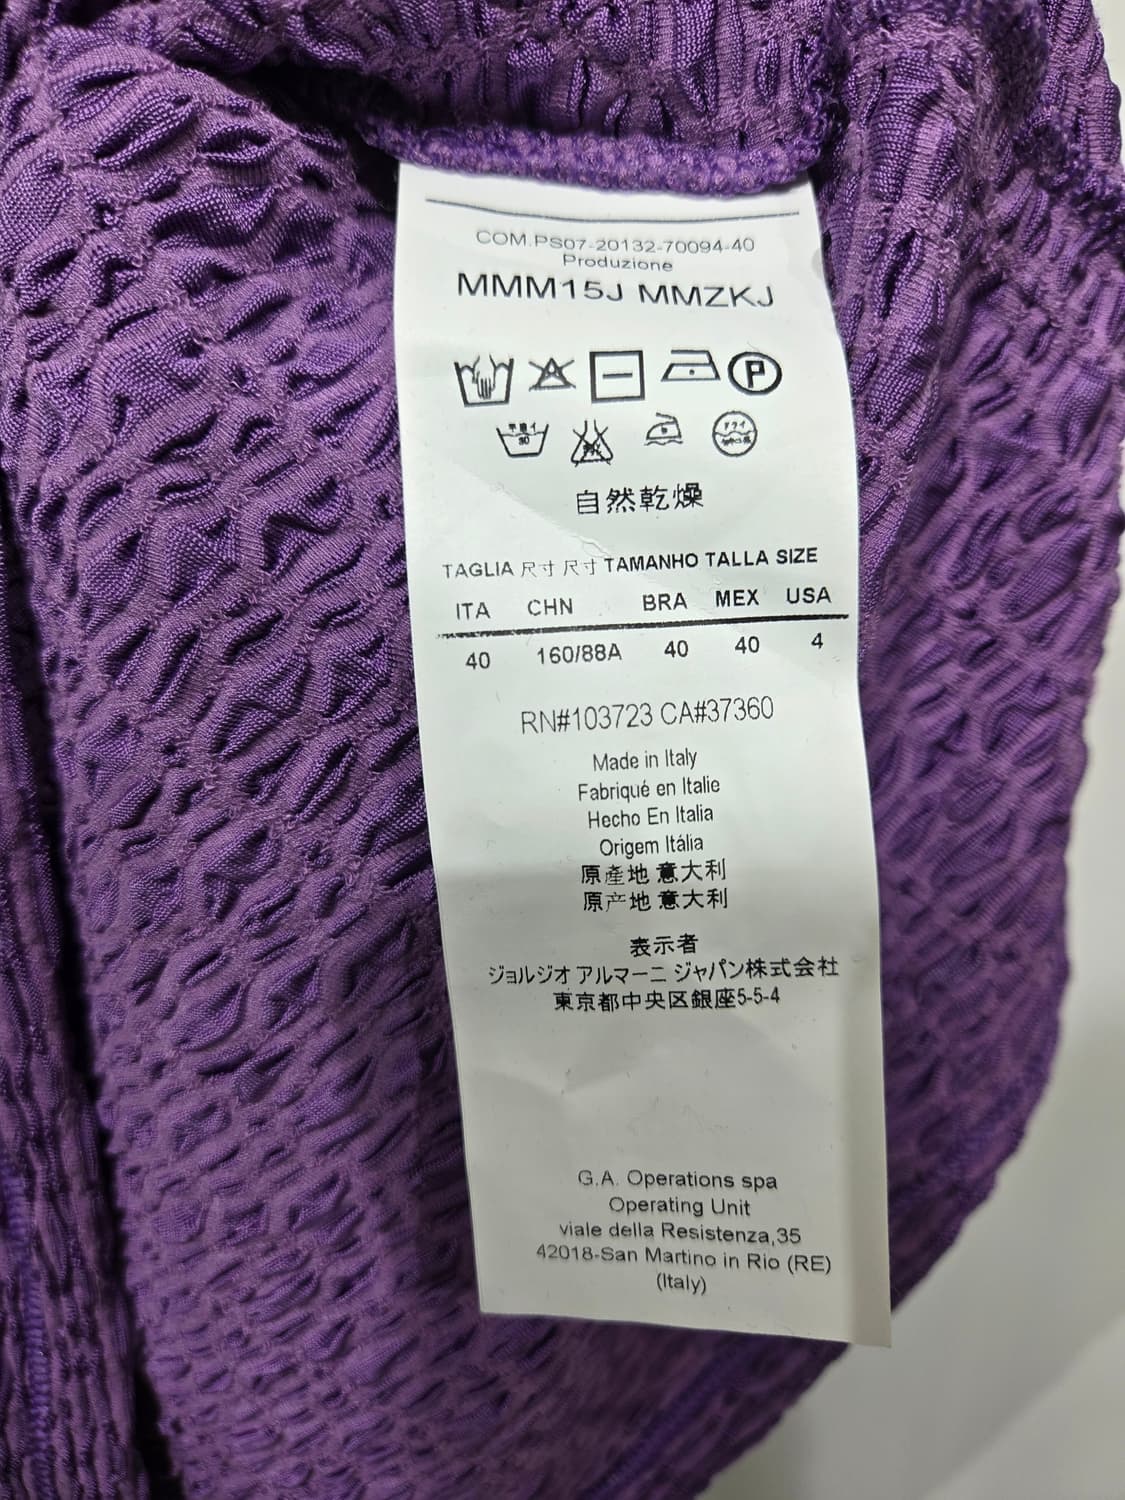 COM.PS07-20132-70094-40
Produzione
MMM15J MMZKJ
P
自然乾燥
TAGLIA 尺寸 尺寸 TAMANHO TALLA SIZE
ITA CHN BRA MEX USA
40 160/88A 40 40 4
RN#103723 CA#37360
Made in Italy
Fabriqué en Italie
Hecho En Italia
Origem Itália
原產地 意大利
原产地 意大利
表示者
ジョルジオ アルマーニ ジャパン株式会社
東京都中央区銀座5-5-4
G.A. Operations spa
Operating Unit
viale della Resistenza,35
42018-San Martino in Rio (RE)
(Italy)